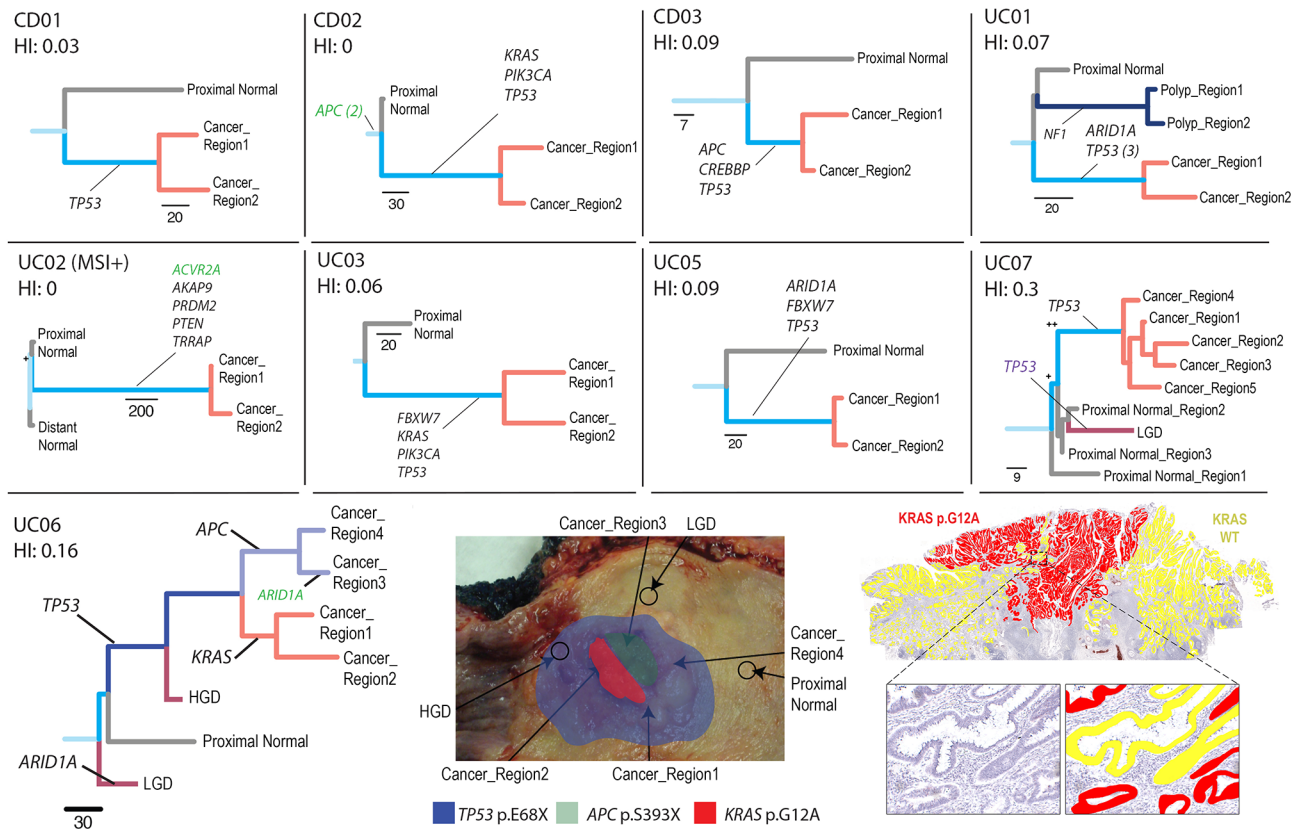 CD01
HI: 0.03
Proximal Normal
Cancer_
Region1
Cancer_
Region2
TP53
20
CD02
HI: 0
KRAS
PIK3CA
TP53
APC (2)
Proximal
Normal
Cancer_Region1
Cancer_Region2
30
CD03
HI: 0.09
Proximal Normal
7
Cancer_Region1
APC
CREBBP
TP53
Cancer_Region2
UC01
HI: 0.07
Proximal Normal
Polyp_Region1
Polyp_Region2
NF1
ARID1A
TP53 (3)
Cancer_Region1
Cancer_Region2
20
UC02 (MSI+)
HI: 0
ACVR2A
AKAP9
PRDM2
PTEN
TRRAP
Proximal
Normal
+
Cancer_
Region1
Cancer_
Region2
200
Distant
Normal
UC03
HI: 0.06
Proximal
Normal
20
Cancer_
Region1
Cancer_
Region2
FBXW7
KRAS
PIK3CA
TP53
UC05
HI: 0.09
ARID1A
FBXW7
TP53
Proximal Normal
Cancer_Region1
Cancer_Region2
20
UC07
HI: 0.3
TP53
++
Cancer_Region4
Cancer_Region1
Cancer_Region2
Cancer_Region3
Cancer_Region5
TP53
+
Proximal Normal_Region2
LGD
Proximal Normal_Region3
Proximal Normal_Region1
9
UC06
HI: 0.16
APC
Cancer_
Region4
Cancer_
Region3
ARID1A
TP53
Cancer_
Region1
KRAS
Cancer_
Region2
HGD
Proximal Normal
ARID1A
LGD
30
Cancer_Region3
LGD
Cancer_
Region4
Proximal
Normal
HGD
Cancer_Region2
Cancer_Region1
TP53 p.E68X
APC p.S393X
KRAS p.G12A
KRAS p.G12A
KRAS
WT